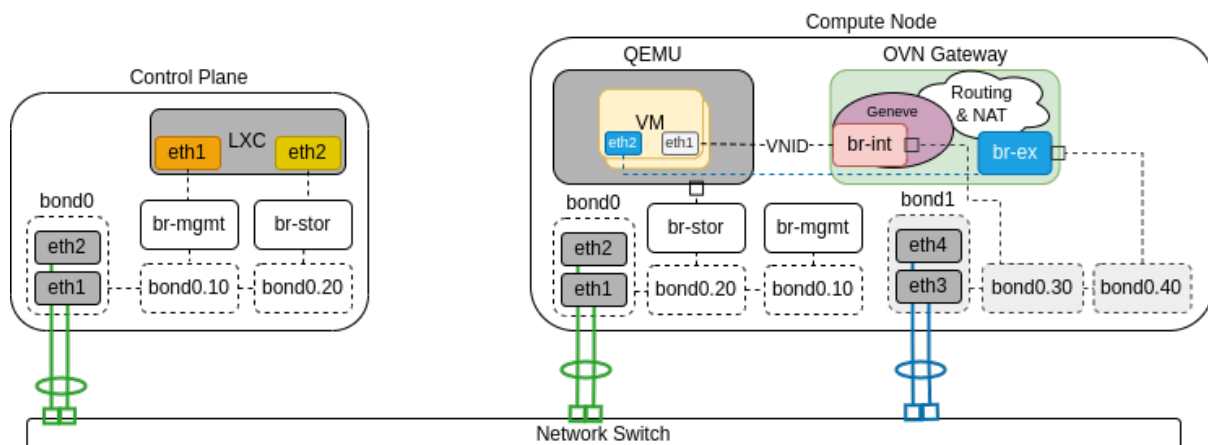 Compute Node
Control Plane
QEMU
OVN Gateway
LXC
eth1
eth2
VM
eth2
eth1
VNID
Geneve
br-int
Routing
& NAT
br-ex
bond0
eth2
eth1
br-mgmt
br-stor
bond0.10
bond0.20
bond0
eth2
eth1
br-stor
br-mgmt
bond0.20
bond0.10
bond1
eth4
eth3
bond0.30
bond0.40
Network Switch